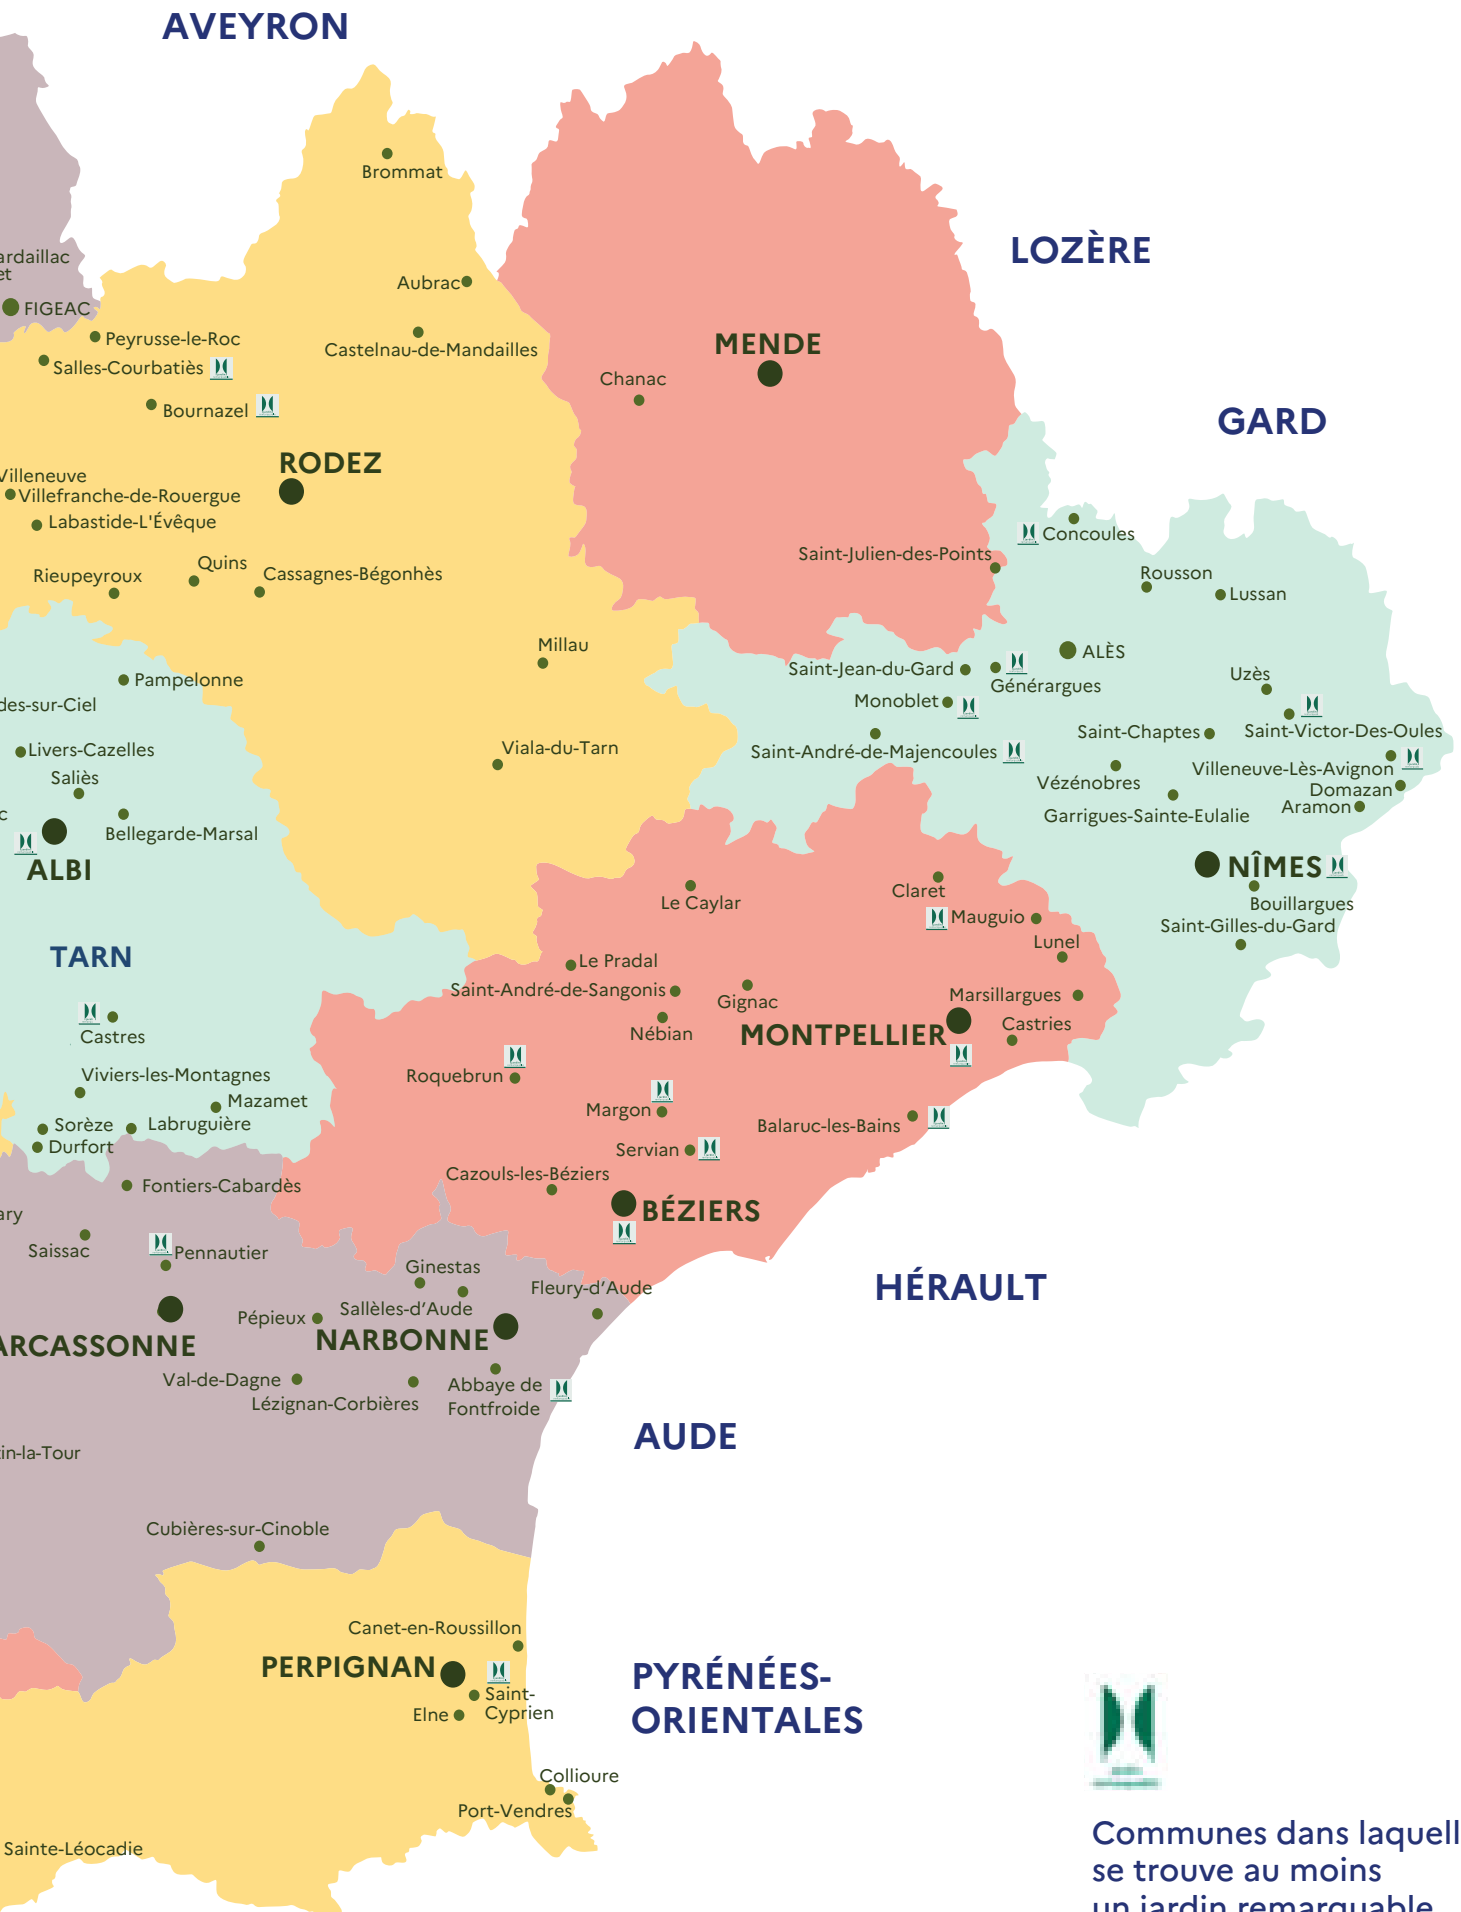 AVEYRON
Brommat
LOZÈRE
ardaillac
et
FIGEAC
Aubrac
Peyrusse-le-Roc
Castelnau-de-Mandailles
MENDE
Salles-Courbatiès
Chanac
Bournazel
GARD
RODEZ
Villeneuve
Villefranche-de-Rouergue
Labastide-L'Évêque
Concoules
Saint-Julien-des-Points
Quins
Rieupeyroux
Cassagnes-Bégonhès
Rousson
Lussan
Millau
ALÈS
Saint-Jean-du-Gard
Générargues
Uzès
Pampelonne
des-sur-Ciel
Monoblet
Saint-Chaptes
Saint-Victor-Des-Oules
Livers-Cazelles
Viala-du-Tarn
Saint-André-de-Majencoules
Saliès
Vézénobres
Villeneuve-Lès-Avignon
Domazan
Aramon
c
Garrigues-Sainte-Eulalie
Bellegarde-Marsal
ALBI
NÎMES
Claret
Le Caylar
Bouillargues
Mauguio
Saint-Gilles-du-Gard
Lunel
TARN
Le Pradal
Saint-André-de-Sangonis
Gignac
Marsillargues
Castres
Nébian
MONTPELLIER
Castries
Viviers-les-Montagnes
Roquebrun
Mazamet
Margon
Sorèze
Labruguière
Balaruc-les-Bains
Durfort
Servian
Fontiers-Cabardès
Cazouls-les-Béziers
ary
BÉZIERS
Saissac
Pennautier
Ginestas
Fleury-d'Aude
HÉRAULT
Sallèles-d'Aude
Pépieux
NARBONNE
ARCASSONNE
Val-de-Dagne
Lézignan-Corbières
Abbaye de
Fontfroide
AUDE
in-la-Tour
Cubières-sur-Cinoble
Canet-en-Roussillon
PERPIGNAN
Saint-
Cyprien
Elne
PYRÉNÉES-
ORIENTALES
Collioure
Port-Vendres
Sainte-Léocadie
Communes dans laquell
se trouve au moins
un jardin remarquable